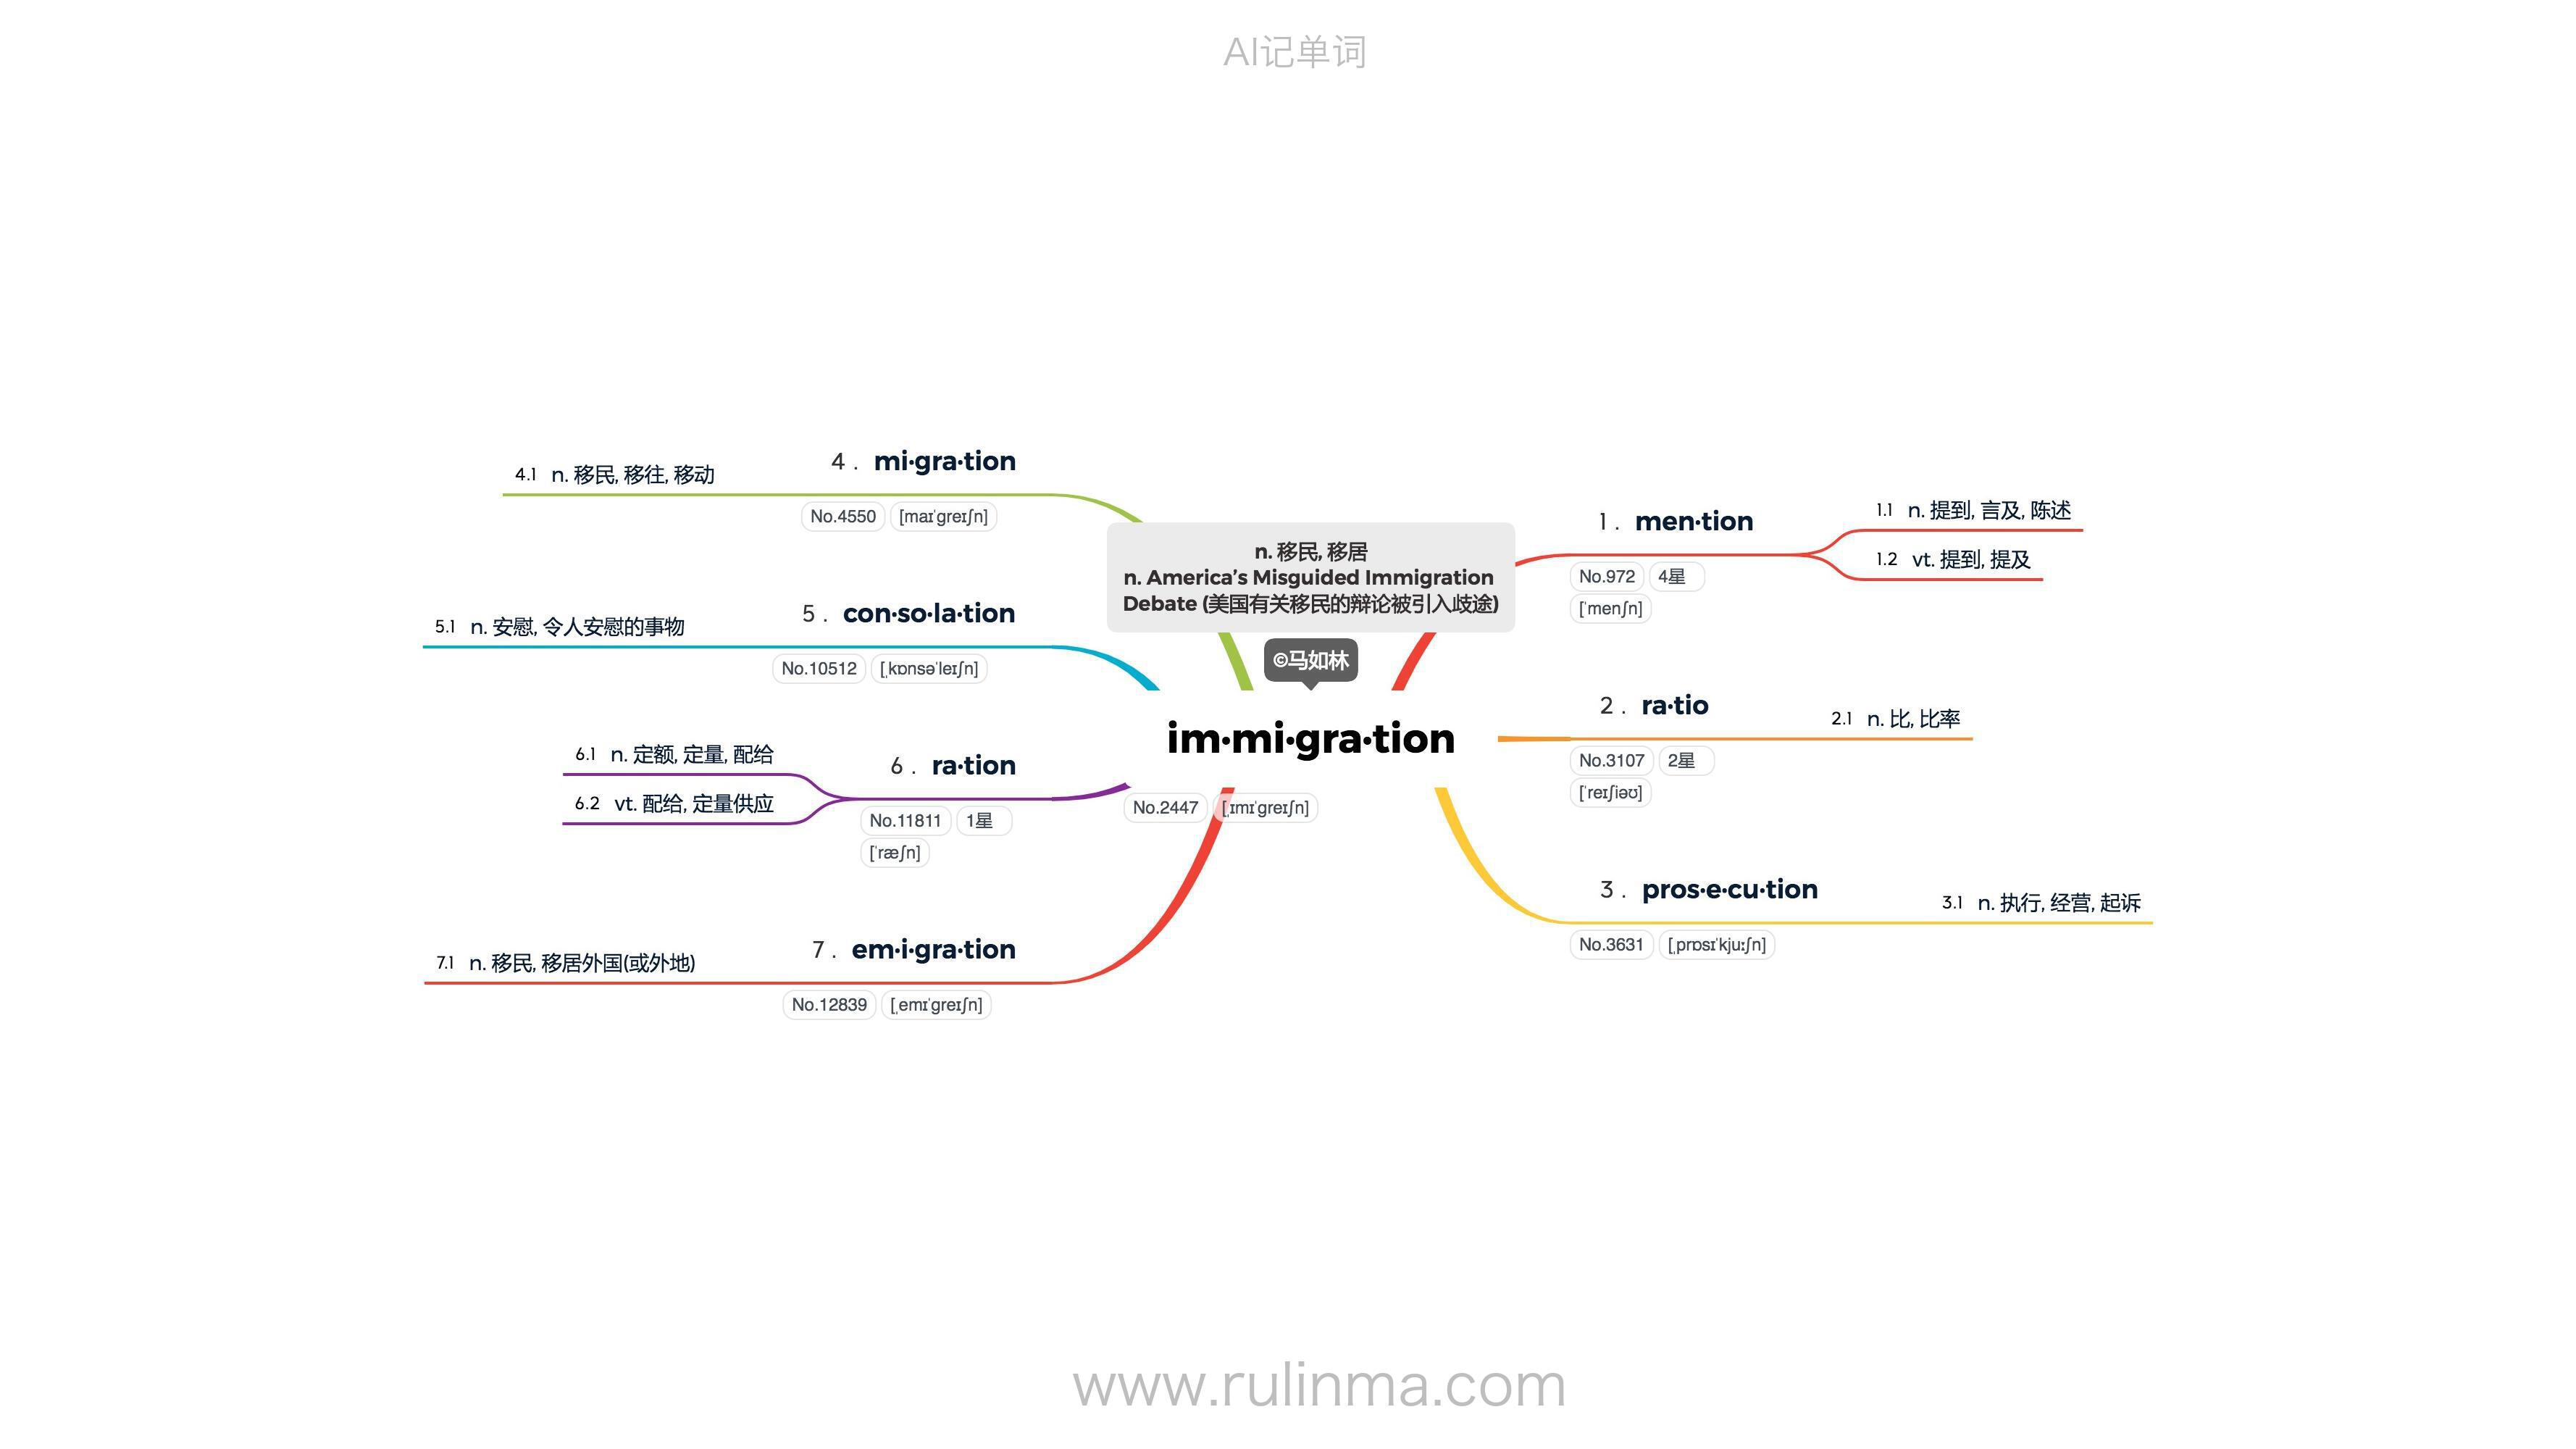 AI记单词
n. 移民, 移居
n. America’s Misguided Immigration
Debate (美国有关移民的辩论被引入歧途)
©马如林
im·mi·gra·tion
No.2447 [ˌɪmɪˈɡreɪʃn]
1. men·tion
No.972 4星
[ˈmenʃn]
1.1 n. 提到, 言及, 陈述
1.2 vt. 提到, 提及
2. ra·tio
No.3107 2星
[ˈreɪʃiəʊ]
2.1 n. 比, 比率
3. pros·e·cu·tion
No.3631 [ˌprɒsɪˈkjuːʃn]
3.1 n. 执行, 经营, 起诉
4. mi·gra·tion
No.4550 [maɪˈɡreɪʃn]
4.1 n. 移民, 移往, 移动
5. con·so·la·tion
No.10512 [ˌkɒnsəˈleɪʃn]
5.1 n. 安慰, 令人安慰的事物
6. ra·tion
No.11811 1星
[ˈræʃn]
6.1 n. 定额, 定量, 配给
6.2 vt. 配给, 定量供应
7. em·i·gra·tion
No.12839 [ˌemɪˈɡreɪʃn]
7.1 n. 移民, 移居外国(或外地)
www.rulinma.com